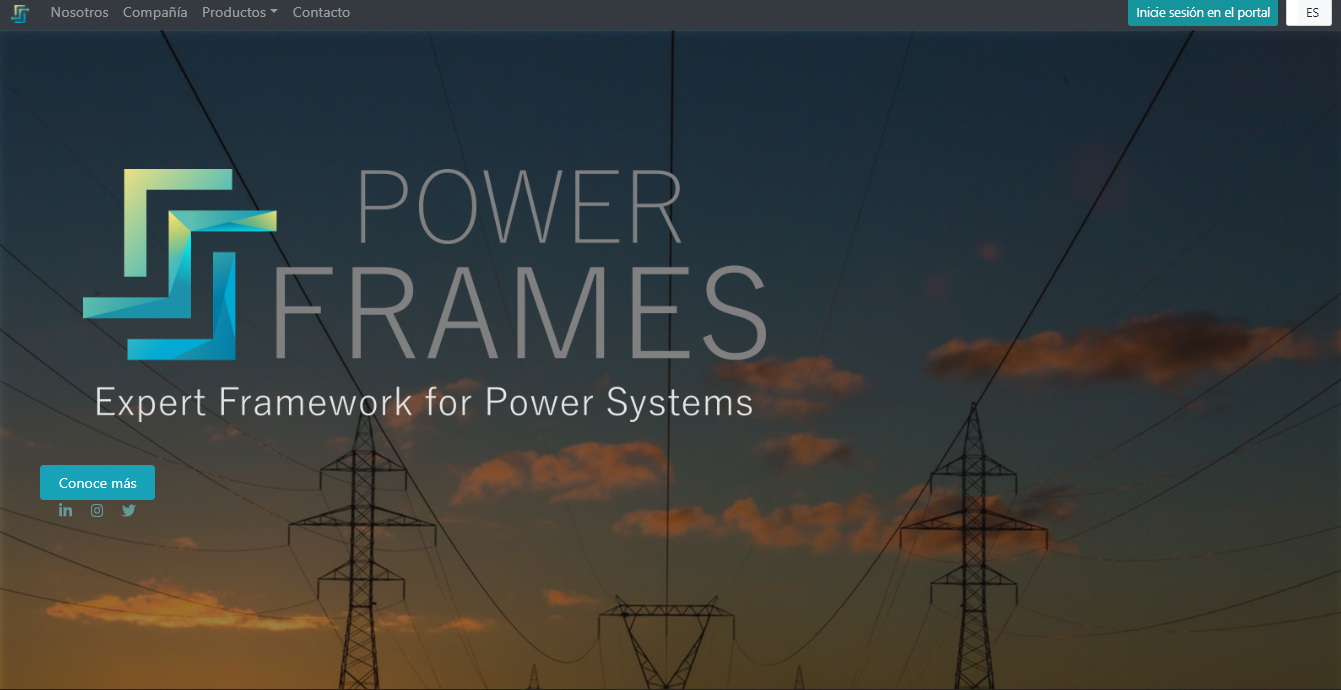 Nosotros Compañía Productos Contacto Inicie sesión en el portal ES
POWER
FRAMES
Expert Framework for Power Systems
Conoce más
in